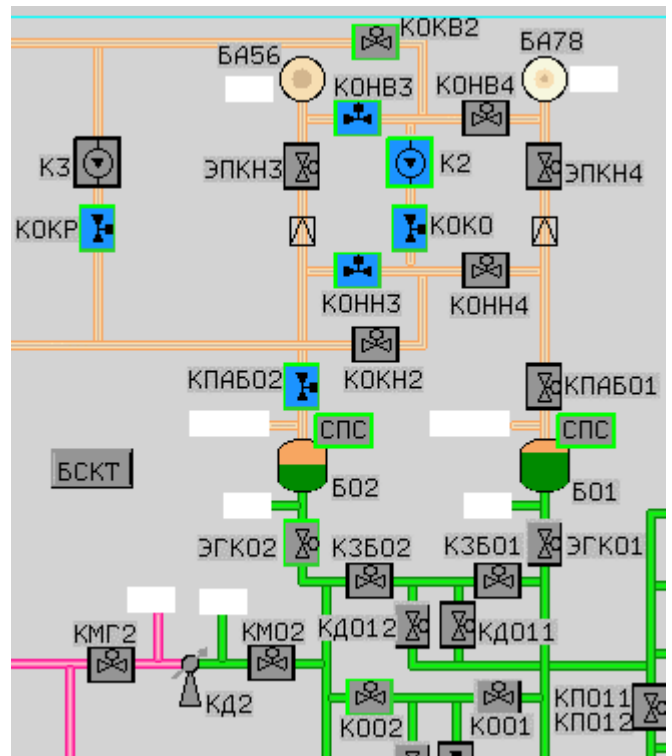 КОКВ2
БА56
БА78
КОНВ3
КОНВ4
К3
ЭПКН3
К2
ЭПКН4
КОКР
КОКО
КОНН3
КОНН4
КПАБО2
КОКН2
КПАБО1
СПС
СПС
БСКТ
БО2
БО1
ЭГКО2
КЗБО2
КЗБО1
ЭГКО1
КДО12
КДО11
КМГ2
КМО2
КД2
КПО11
КПО12
КОО2
КОО1